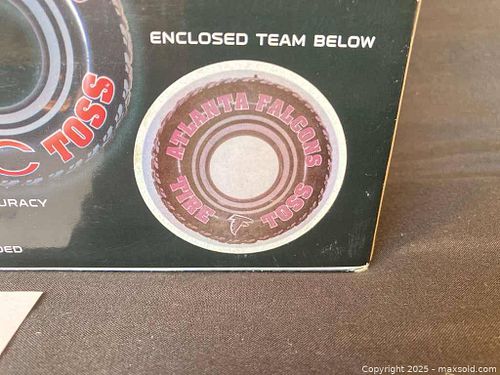 ENCLOSED TEAM BELOW
ATLANTA FALCONS
TIRE TOSS
TOSS
C
URACY
DED
Copyright 2025 - maxsold.com